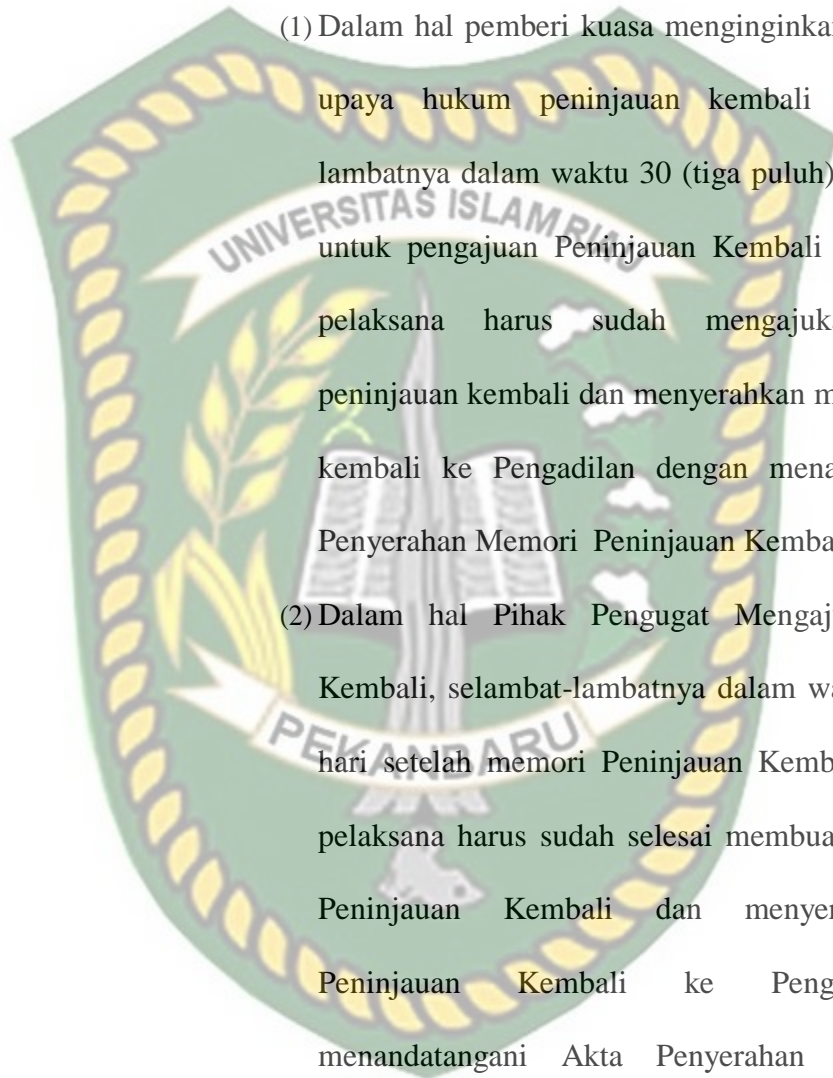 (1) Dalam hal pemberi kuasa menginginkan
upaya hukum peninjauan kembali
lambatnya dalam waktu 30 (tiga puluh)
UNIVERSITAS ISLAM RIAU
untuk pengajuan Peninjauan Kembali
pelaksana harus sudah mengajuka
peninjauan kembali dan menyerahkan m
kembali ke Pengadilan dengan mena
Penyerahan Memori Peninjauan Kemba
(2) Dalam hal Pihak Pengugat Mengaj
Kembali, selambat-lambatnya dalam wa
PEKANBARU
hari setelah memori Peninjauan Kemb
pelaksana harus sudah selesai membua
Peninjauan Kembali dan menye
Peninjauan Kembali ke Peng
menandatangani Akta Penyerahan